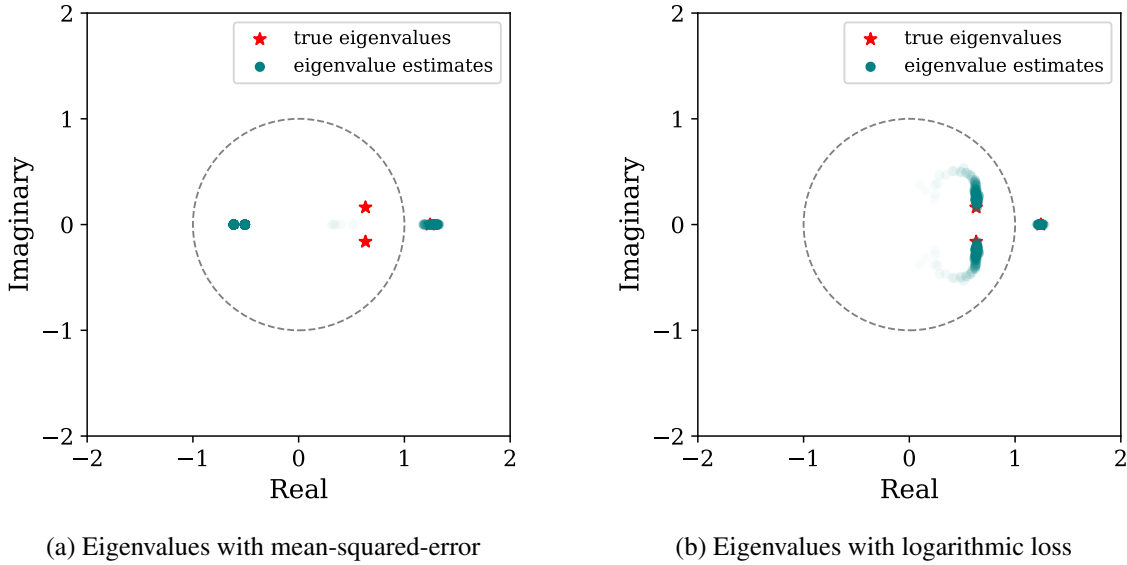 2
1
0
−1
−2
−2
−1
0
1
2
Imaginary
Real
true eigenvalues
eigenvalue estimates
(a) Eigenvalues with mean-squared-error
2
1
0
−1
−2
−2
−1
0
1
2
Imaginary
Real
true eigenvalues
eigenvalue estimates
(b) Eigenvalues with logarithmic loss